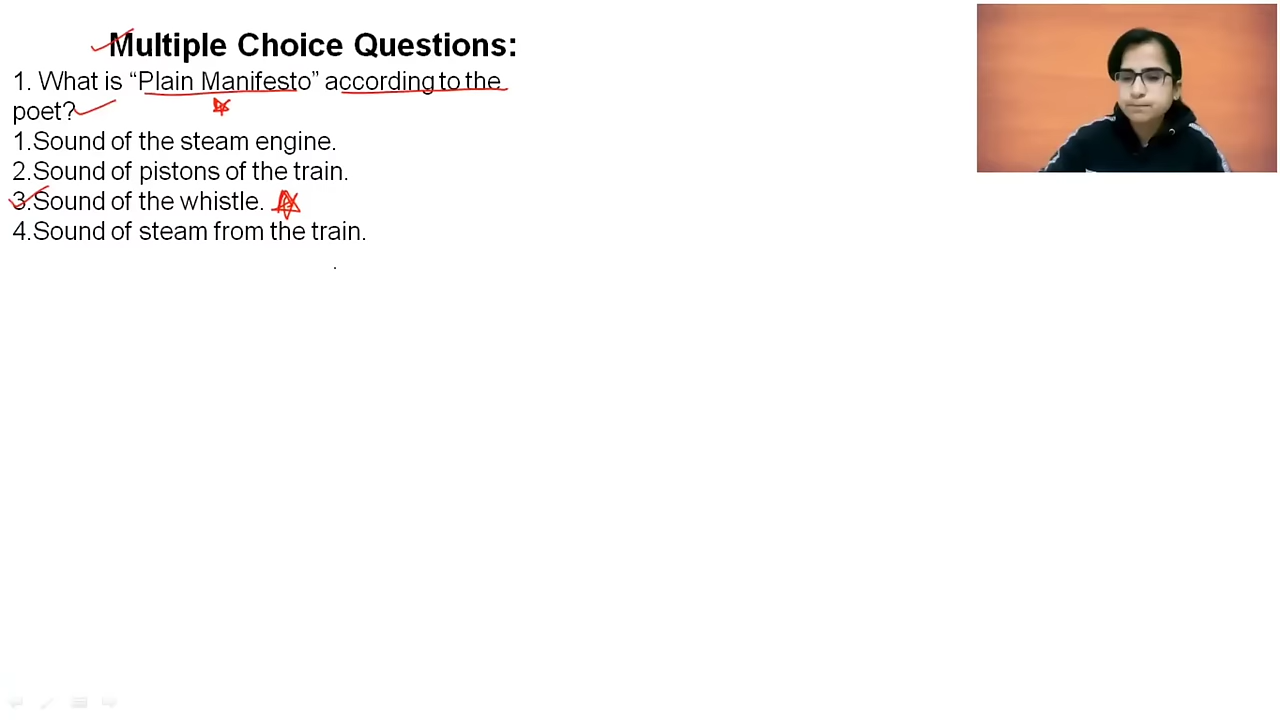 Multiple Choice Questions:
1. What is “Plain Manifesto” according to the
poet?
1.Sound of the steam engine.
2.Sound of pistons of the train.
3.Sound of the whistle.
4.Sound of steam from the train.